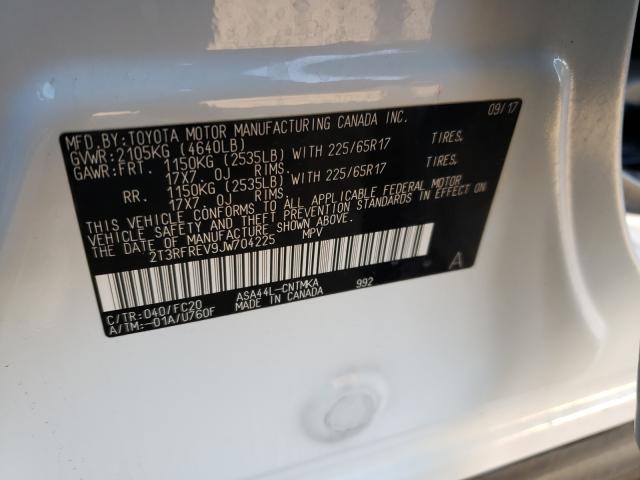 MFD.BY:TOYOTA MOTOR MANUFACTURING CANADA INC. 09/17
GVWR:2105KG (4640LB)
GAWR:FRT. 1150KG (2535LB) WITH 225/65R17 TIRES.
17X7.0J RIMS.
RR. 1150KG (2535LB) WITH 225/65R17 TIRES.
17X7.0J RIMS.
THIS VEHICLE CONFORMS TO ALL APPLICABLE FEDERAL MOTOR
VEHICLE SAFETY AND THEFT PREVENTION STANDARDS IN EFFECT ON
THE DATE OF MANUFACTURE SHOWN ABOVE.
2T3RFREV9JW704225 MPV
A
C/TR:040/FC20 ASA44L-CNTMKA 992
A/TM:-01A/U760F MADE IN CANADA